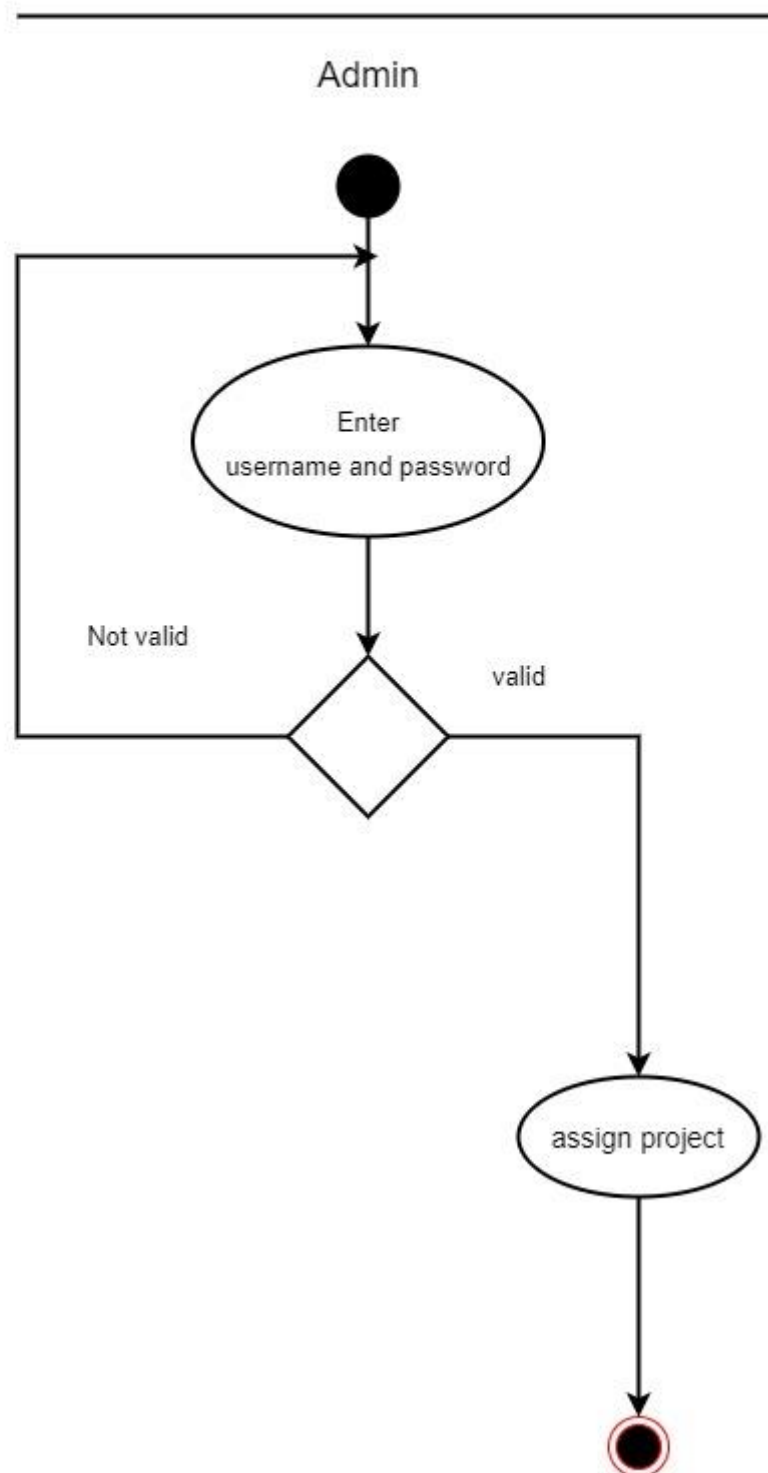 Admin
Enter
username and password
Not valid
valid
assign project